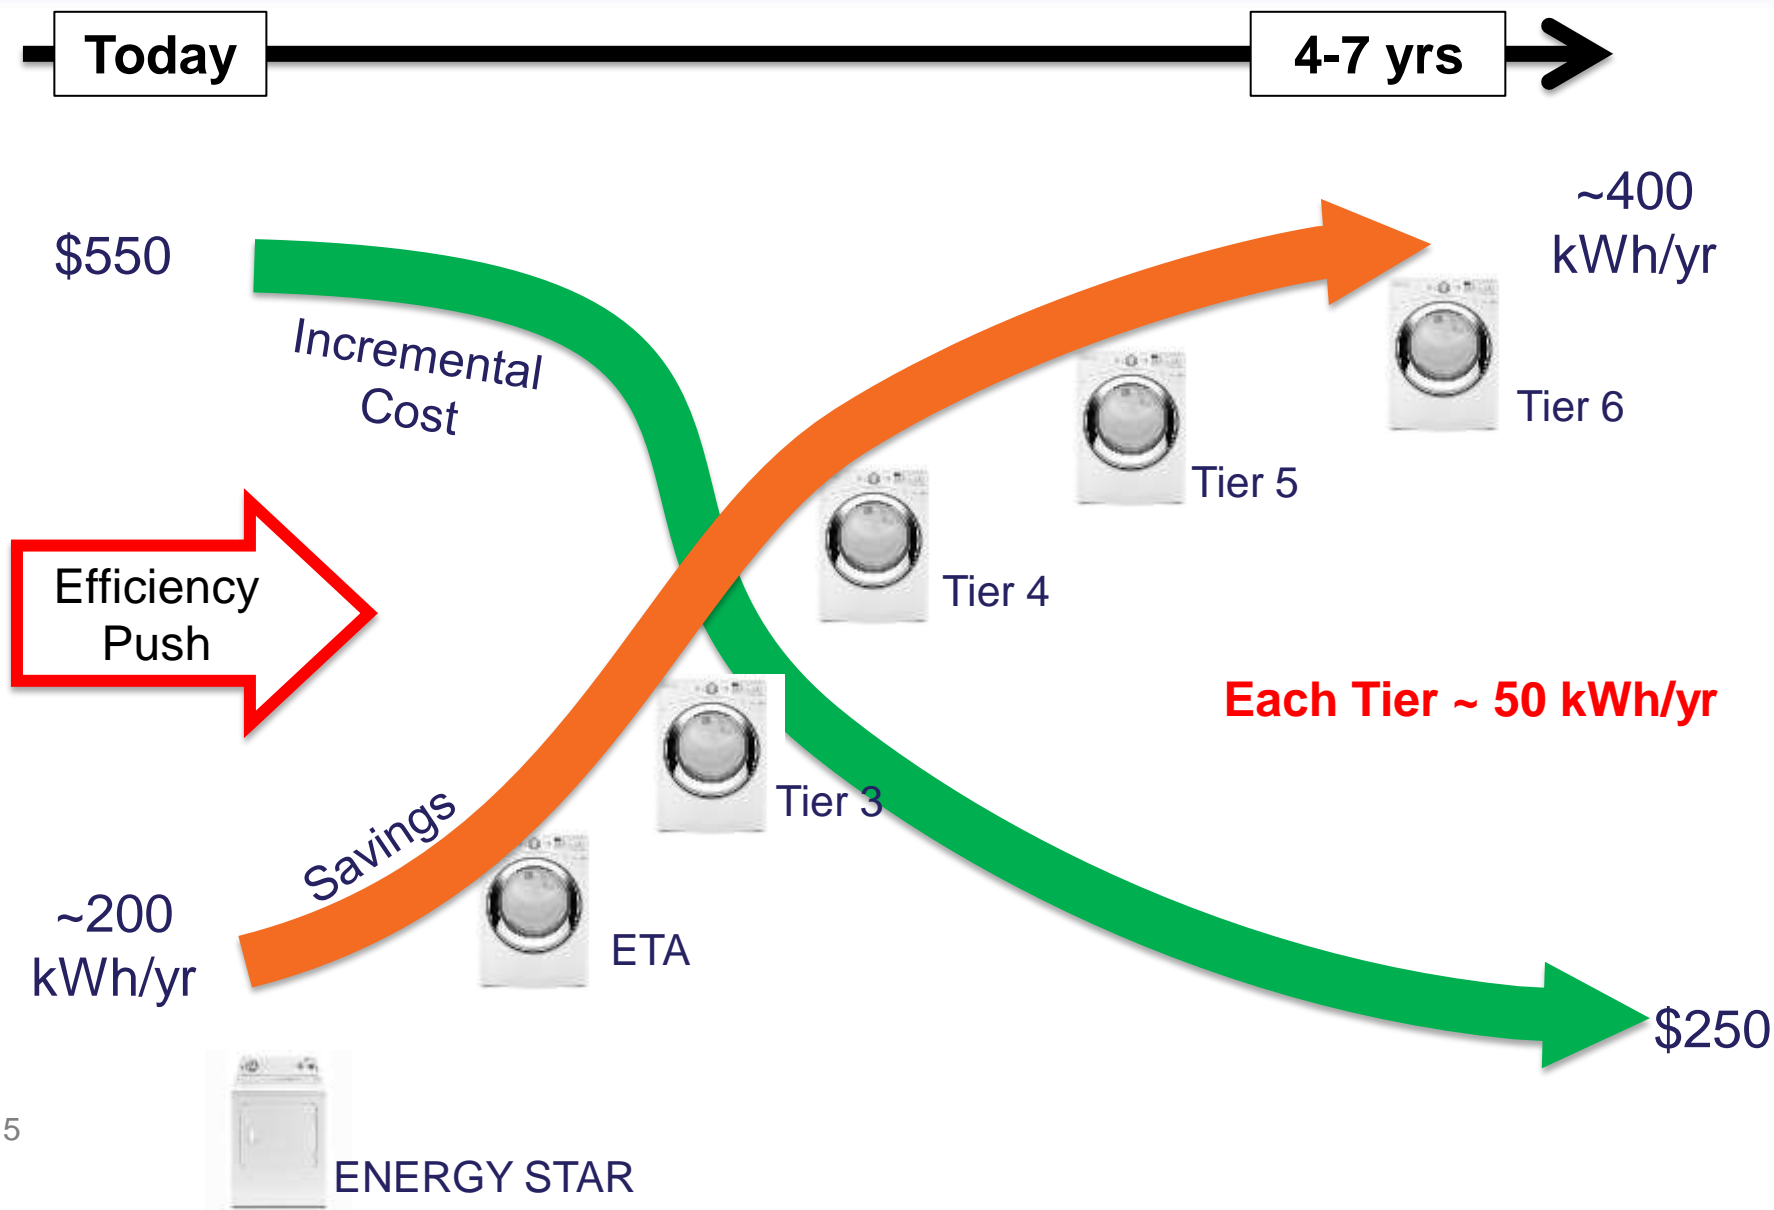 Today
4-7 yrs
~400
kWh/yr
$550
Incremental
Cost
Tier 6
Tier 5
Efficiency
Push
Tier 4
Each Tier ~ 50 kWh/yr
Tier 3
Savings
~200
kWh/yr
ETA
$250
5
ENERGY STAR